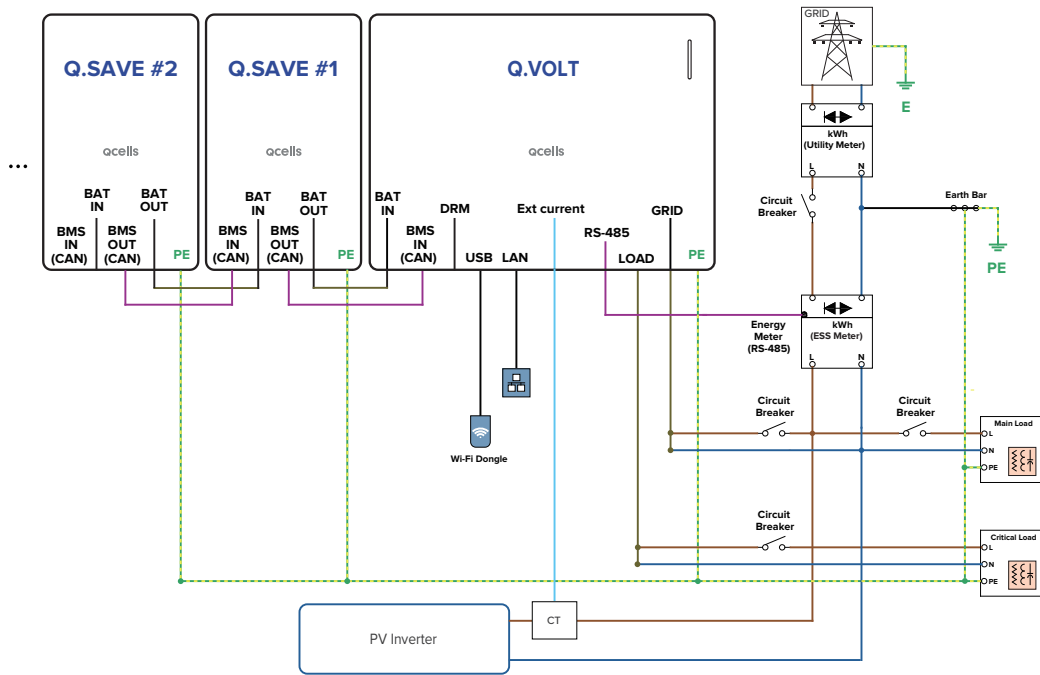 GRID
Q.SAVE #2
Q.SAVE #1
Q.VOLT
E
kWh
(Utility Meter)
L
N
...
qcells
qcells
qcells
Circuit
Breaker
Earth Bar
PE
BAT
IN
BAT
OUT
BMS
IN
(CAN)
BMS
OUT
(CAN)
PE
BAT
IN
BAT
OUT
BMS
IN
(CAN)
BMS
OUT
(CAN)
PE
BAT
IN
BMS
IN
(CAN)
DRM
USB
LAN
Ext current
RS-485
LOAD
GRID
PE
Energy
Meter
(RS-485)
kWh
(ESS Meter)
L
N
Wi-Fi Dongle
Circuit
Breaker
Circuit
Breaker
Main Load
L
N
PE
Circuit
Breaker
Critical Load
L
N
PE
CT
PV Inverter